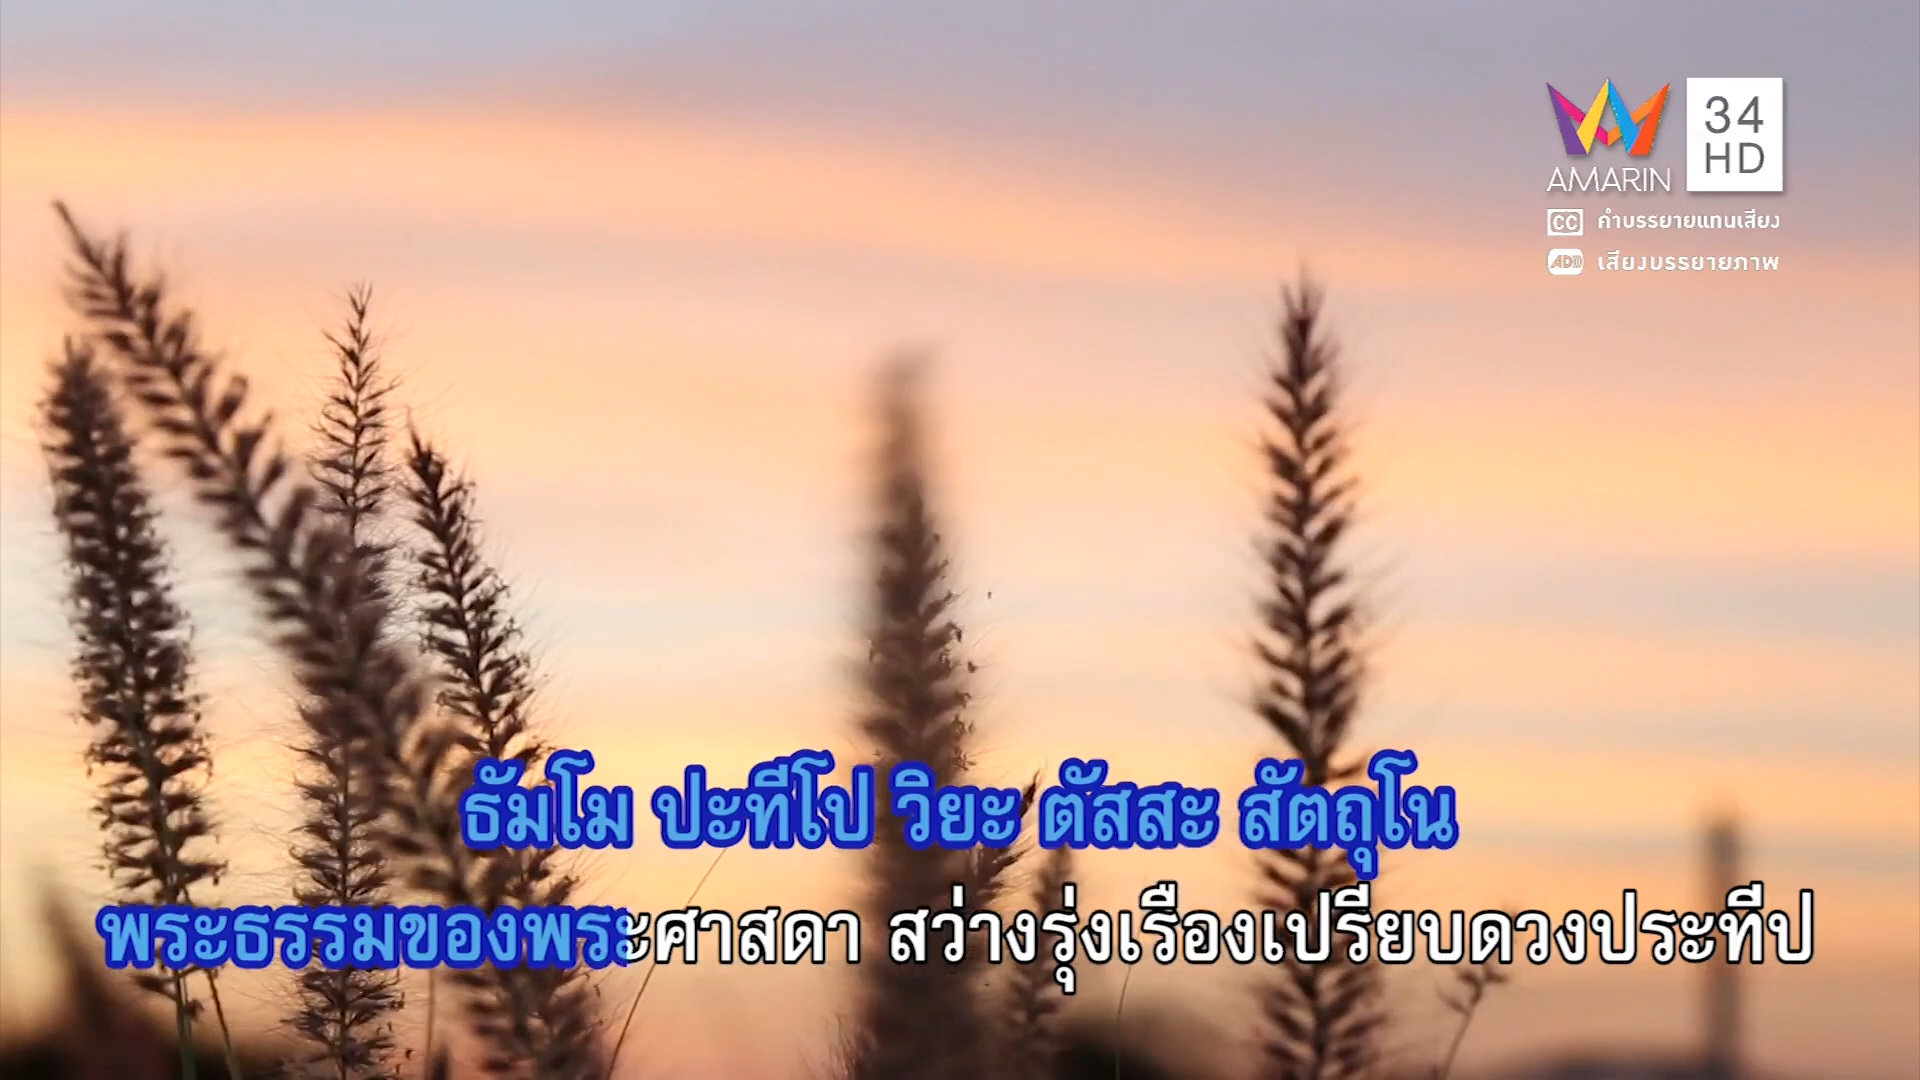 AMARIN
34
HD
CC คำบรรยายแทนเสียง
AD เสียงบรรยายภาพ
ธัมโม ปะทีโป วิยะ ตัสสะ สัตถุโน
พระธรรมของพระศาสดา สว่างรุ่งเรืองเปรียบดวงประทีป